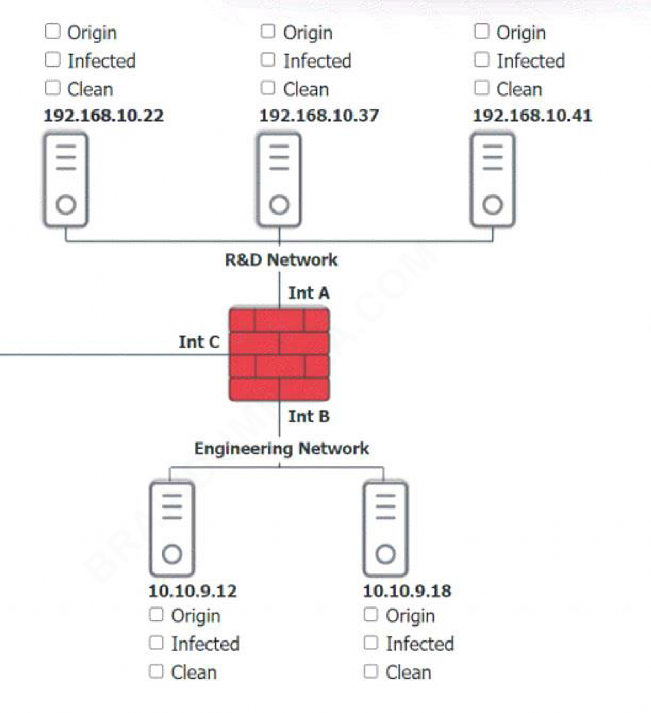 ☐ Origin ☐ Origin ☐ Origin
☐ Infected ☐ Infected ☐ Infected
☐ Clean ☐ Clean ☐ Clean
192.168.10.22 192.168.10.37 192.168.10.41
R&D Network
Int A
Int C
Int B
Engineering Network
10.10.9.12 10.10.9.18
☐ Origin ☐ Origin
☐ Infected ☐ Infected
☐ Clean ☐ Clean